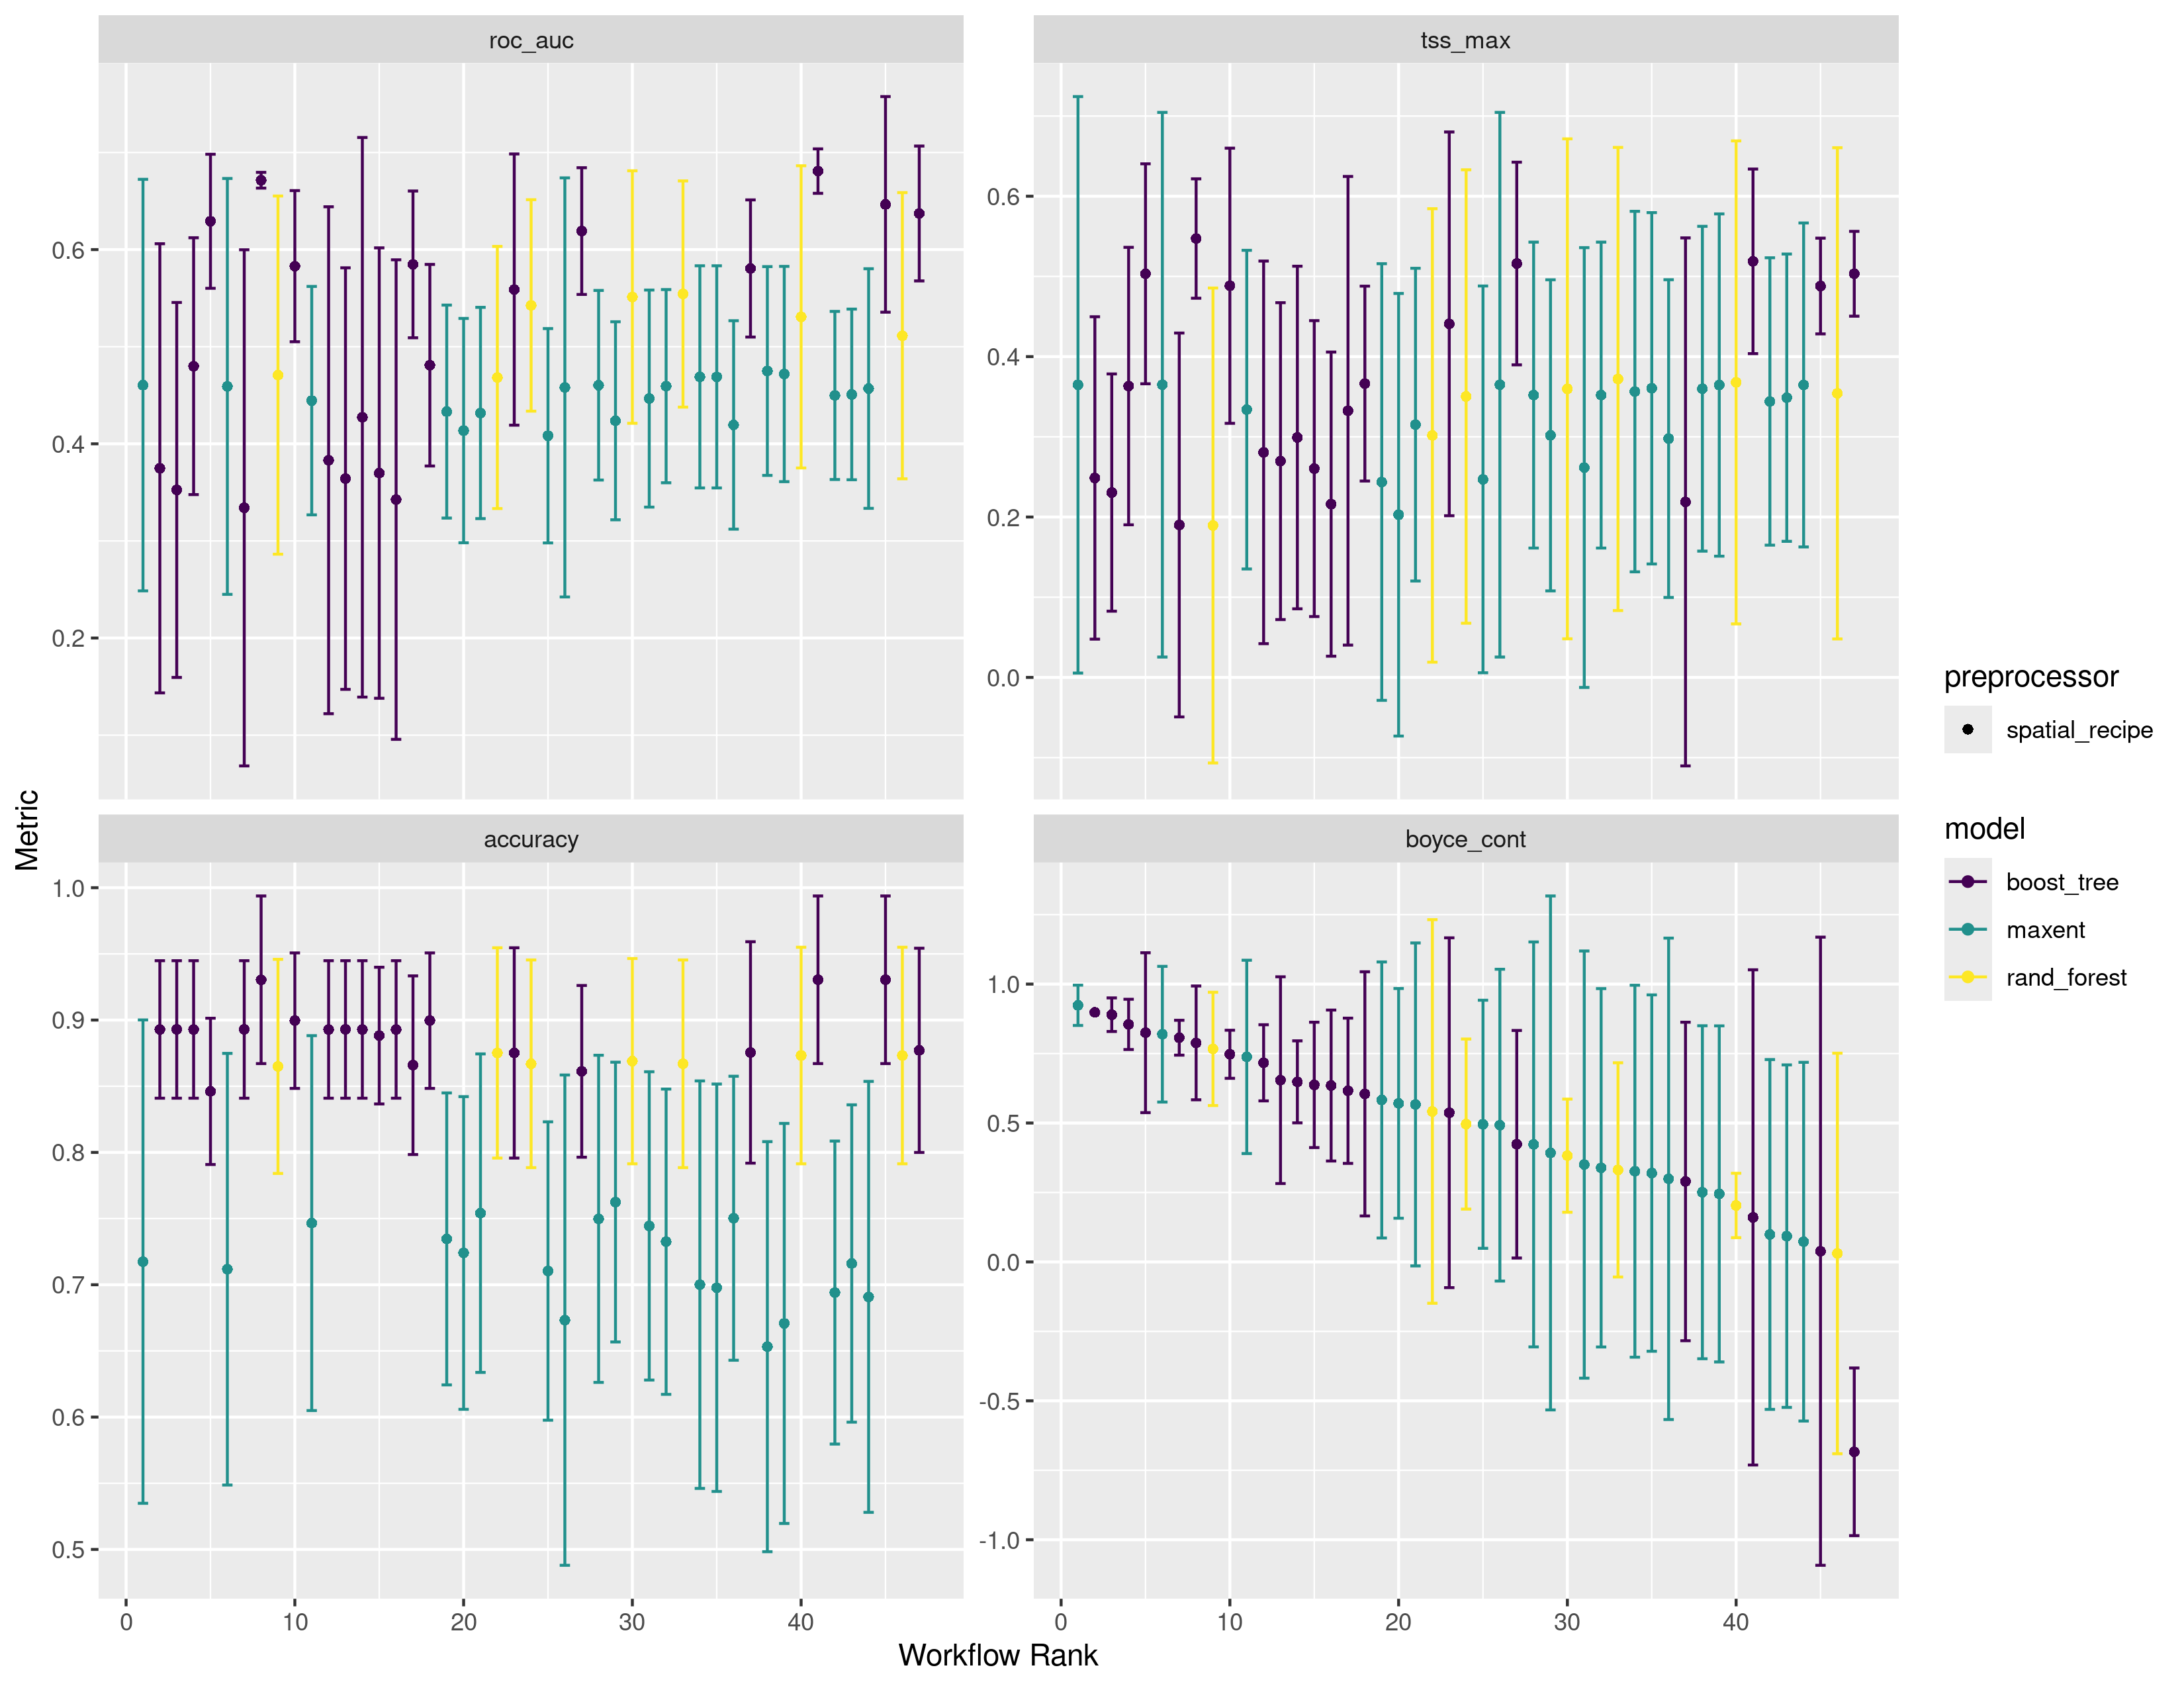 roc_auc
tss_max
0.6
0.4
0.2
0.6
0.4
0.2
0.0
accuracy
boyce_cont
1.0
0.9
0.8
0.7
0.6
0.5
1.0
0.5
0.0
-0.5
-1.0
0 10 20 30 40
0 10 20 30 40
Metric
Workflow Rank
preprocessor
spatial_recipe
model
boost_tree
maxent
rand_forest